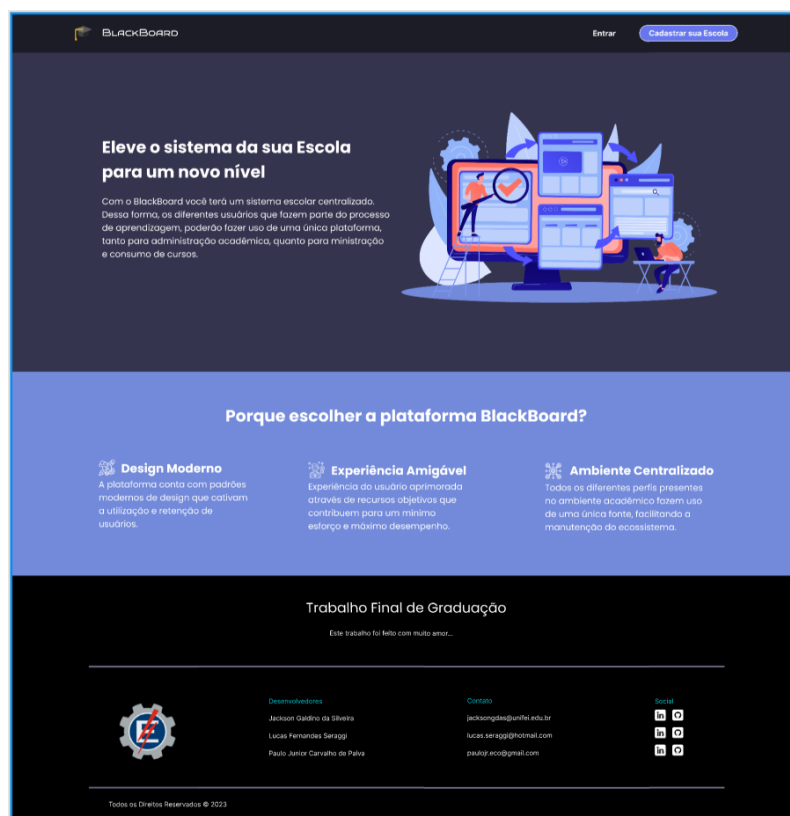 BLACKBOARD
Entrar
Cadastrar sua Escola
Eleve o sistema da sua Escola
para um novo nível
Com o BlackBoard você terá um sistema escolar centralizado.
Dessa forma, os diferentes usuários que fazem parte do processo
de aprendizagem, poderão fazer uso de uma única plataforma,
tanto para administração acadêmica, quanto para ministração
e consumo de cursos.
Porque escolher a plataforma BlackBoard?
Design Moderno
A plataforma conta com padrões
modernos de design que cativam
a utilização e retenção de
usuários.
Experiência Amigável
Experiência do usuário aprimorada
através de recursos objetivos que
contribuem para um mínimo
esforço e máximo desempenho.
Ambiente Centralizado
Todos os diferentes perfis presentes
no ambiente acadêmico fazem uso
de uma única fonte, facilitando a
manutenção do ecossistema.
Trabalho Final de Graduação
Este trabalho foi feito com muito amor...
Desenvolvedores
Jackson Galdino da Silveira
Lucas Fernandes Seraggi
Paulo Junior Carvalho de Paiva
Contato
jacksongdas@unifei.edu.br
lucas.seraggi@hotmail.com
paulojr.eco@gmail.com
Social
in
in
in
Todos os Direitos Reservados © 2023